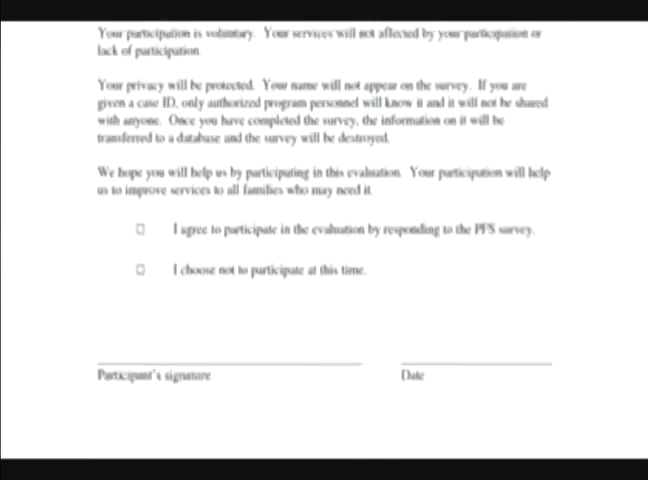 Your participation is voluntary. Your services will not affected by your participation or
lack of participation.
Your privacy will be protected. Your name will not appear on the survey. If you are
given a case ID, only authorized program personnel will know it and it will not be shared
with anyone. Once you have completed the survey, the information on it will be
transferred to a database and the survey will be destroyed.
We hope you will help us by participating in this evaluation. Your participation will help
us to improve services to all families who may need it.
I agree to participate in the evaluation by responding to the PFS survey.
I choose not to participate at this time.
Participant's signature
Date